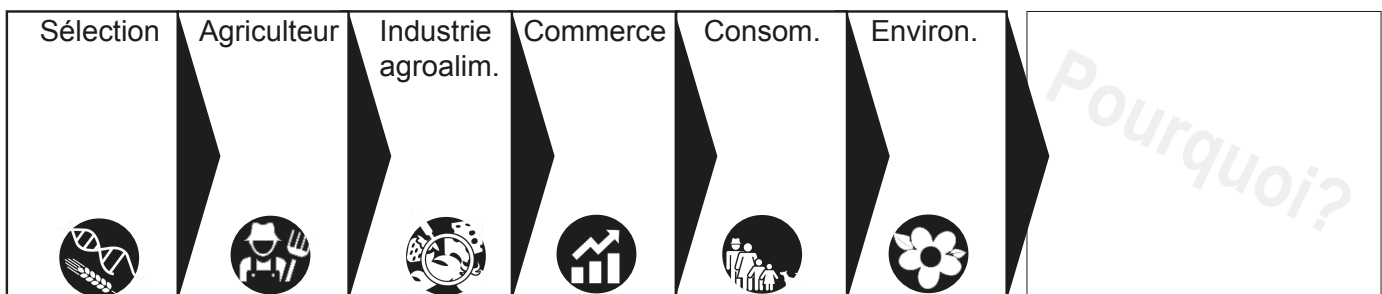 Sélection Agriculteur Industrie Commerce Consom. Environ.
agroalim.
Pourquoi?